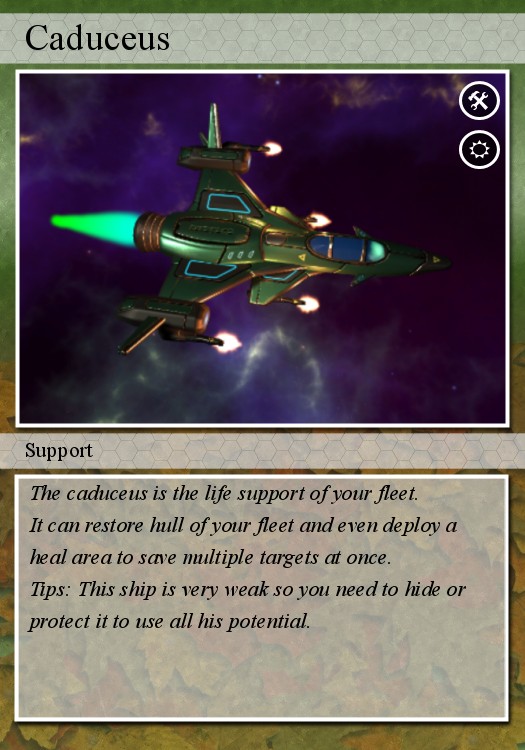 Caduceus
Support
The caduceus is the life support of your fleet.
It can restore hull of your fleet and even deploy a
heal area to save multiple targets at once.
Tips: This ship is very weak so you need to hide or
protect it to use all his potential.